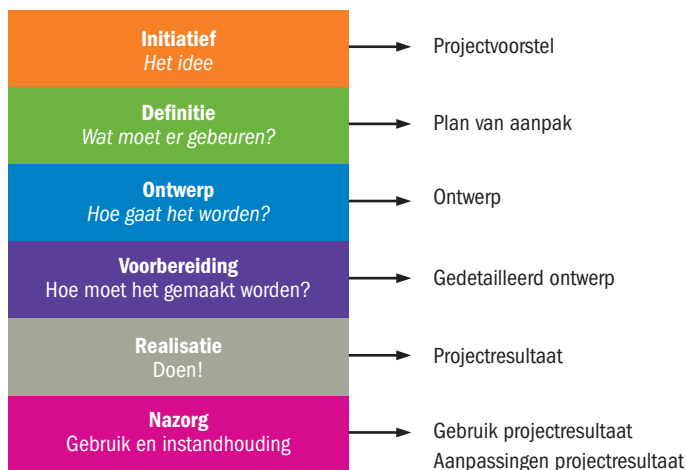 Initiatief
Het idee
Projectvoorstel
Definitie
Wat moet er gebeuren?
Plan van aanpak
Ontwerp
Hoe gaat het worden?
Ontwerp
Voorbereiding
Hoe moet het gemaakt worden?
Gedetailleerd ontwerp
Realisatie
Doen!
Projectresultaat
Nazorg
Gebruik en instandhouding
Gebruik projectresultaat
Aanpassingen projectresultaat